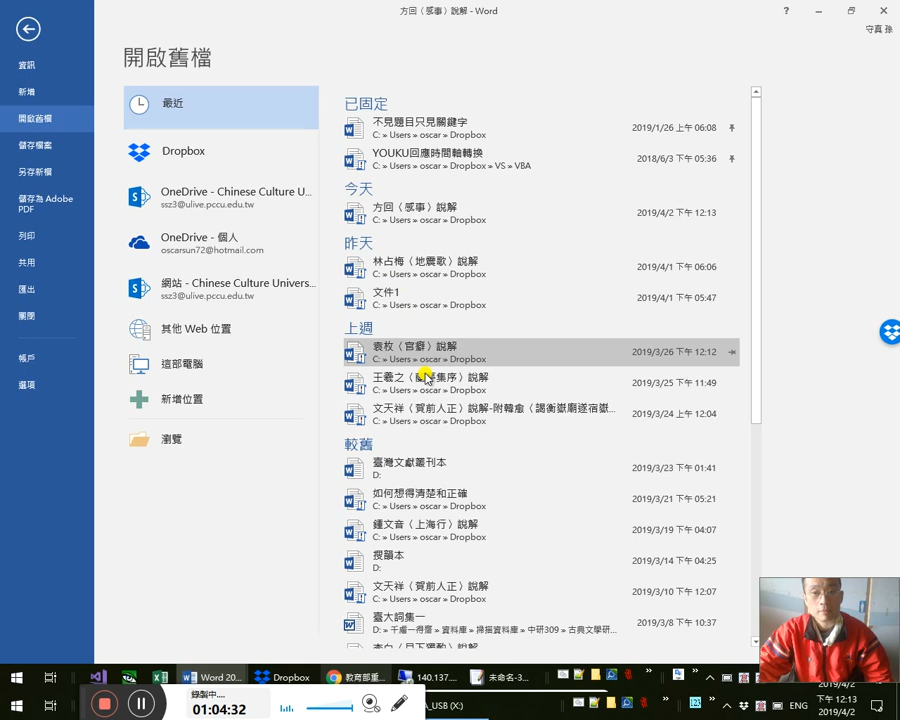 方回〈感事〉說解 - Word
?
守真 孫
資訊
新增
開啟舊檔
儲存檔案
另存新檔
儲存為 Adobe
PDF
列印
共用
匯出
關閉
帳戶
選項
開啟舊檔
最近
Dropbox
OneDrive - Chinese Culture U...
ssz3@ulive.pccu.edu.tw
OneDrive - 個人
oscarsun72@hotmail.com
網站 - Chinese Culture Univers...
ssz3@ulive.pccu.edu.tw
其他 Web 位置
這部電腦
新增位置
瀏覽
已固定
不見題目只見關鍵字
C: » Users » oscar » Dropbox
2019/1/26 上午 06:08
YOUKU回應時間軸轉換
C: » Users » oscar » Dropbox » VS » VBA
2018/6/3 下午 05:36
今天
方回〈感事〉說解
C: » Users » oscar » Dropbox
2019/4/2 下午 12:13
昨天
林占梅〈地震歌〉說解
C: » Users » oscar » Dropbox
2019/4/1 下午 06:06
文件1
C: » Users » oscar » Dropbox
2019/4/1 下午 05:47
上週
袁枚〈官癖〉說解
C: » Users » oscar » Dropbox
2019/3/26 下午 12:12
王羲之〈集序〉說解
C: » Users » oscar » Dropbox
2019/3/25 下午 11:49
文天祥〈賀前人正〉說解-附韓愈〈謁衡嶽廟遂宿嶽...
C: » Users » oscar » Dropbox
2019/3/24 上午 12:04
較舊
臺灣文獻叢刊本
D:
2019/3/23 下午 01:41
如何想得清楚和正確
C: » Users » oscar » Dropbox
2019/3/21 下午 05:21
鍾文音〈上海行〉說解
C: » Users » oscar » Dropbox
2019/3/19 下午 04:07
搜韻本
D:
2019/3/14 下午 04:25
文天祥〈賀前人正〉說解
C: » Users » oscar » Dropbox
2019/3/10 下午 12:07
臺大詞集一
D: » 千慮一得齋 » 資料庫 » 掃描資料庫 » 中研309 » 古典文學研...
2019/3/8 下午 10:37
Word 20...
Dropbox
教育部重...
140.137....
未命名-3...
錄製中....
01:04:32
A_USB (X:)
123
ENG
2019/4/2
下午 12:13
2019/4/2